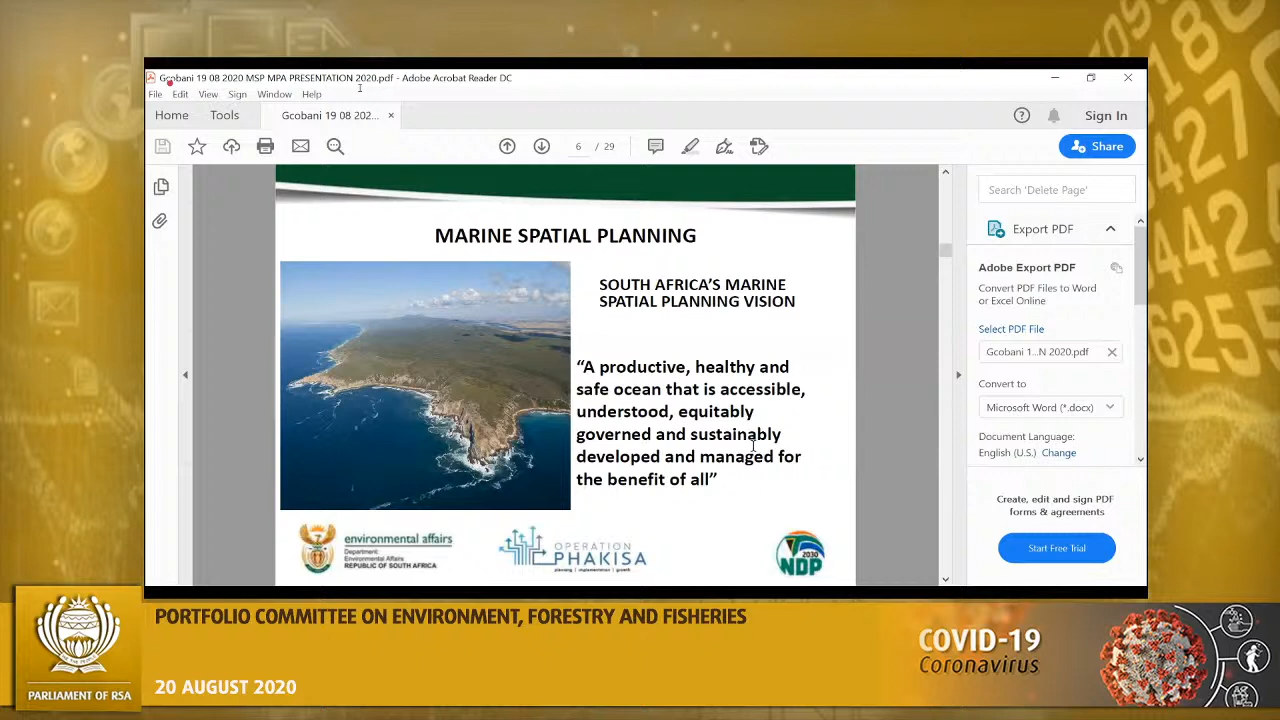 Gcobani 19 08 2020 MSP MPA PRESENTATION 2020.pdf - Adobe Acrobat Reader DC
File Edit View Sign Window Help
Home Tools Gcobani 19 08 202... × Sign In
6 / 29
Share
Search 'Delete Page'
Export PDF
Adobe Export PDF
Convert PDF Files to Word
or Excel Online
Select PDF File
Gcobani 1...N 2020.pdf
Convert to
Microsoft Word (*.docx)
Document Language:
English (U.S.) Change
Create, edit and sign PDF
forms & agreements
Start Free Trial
MARINE SPATIAL PLANNING
SOUTH AFRICA'S MARINE
SPATIAL PLANNING VISION
“A productive, healthy and
safe ocean that is accessible,
understood, equitably
governed and sustainably
developed and managed for
the benefit of all”
environmental affairs
Department:
Environmental Affairs
REPUBLIC OF SOUTH AFRICA
OPERATION
PHAKISA
planning | implementation | growth
2030
NDP
PORTFOLIO COMMITTEE ON ENVIRONMENT, FORESTRY AND FISHERIES
20 AUGUST 2020
PARLIAMENT OF RSA
COVID-19
Coronavirus